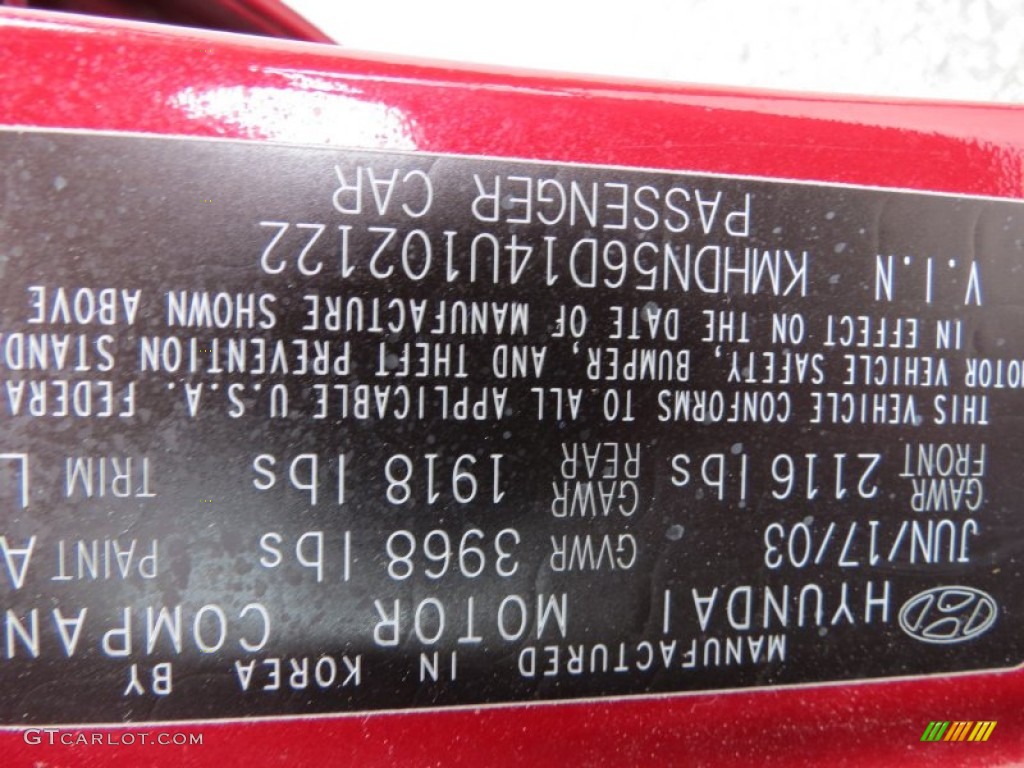 MANUFACTURED IN KOREA BY
HYUNDAI MOTOR COMPAN
JUN/17/03 GVWR 3968 lbs PAINT A
GAWR FRONT 2116 lbs GAWR REAR 1918 lbs TRIM L
THIS VEHICLE CONFORMS TO ALL APPLICABLE U.S.A. FEDERA
MOTOR VEHICLE SAFETY, BUMPER, AND THEFT PREVENTION STAND
IN EFFECT ON THE DATE OF MANUFACTURE SHOWN ABOVE
V.I.N KMHDN56D14U102122
PASSENGER CAR
GTCARLOT.COM